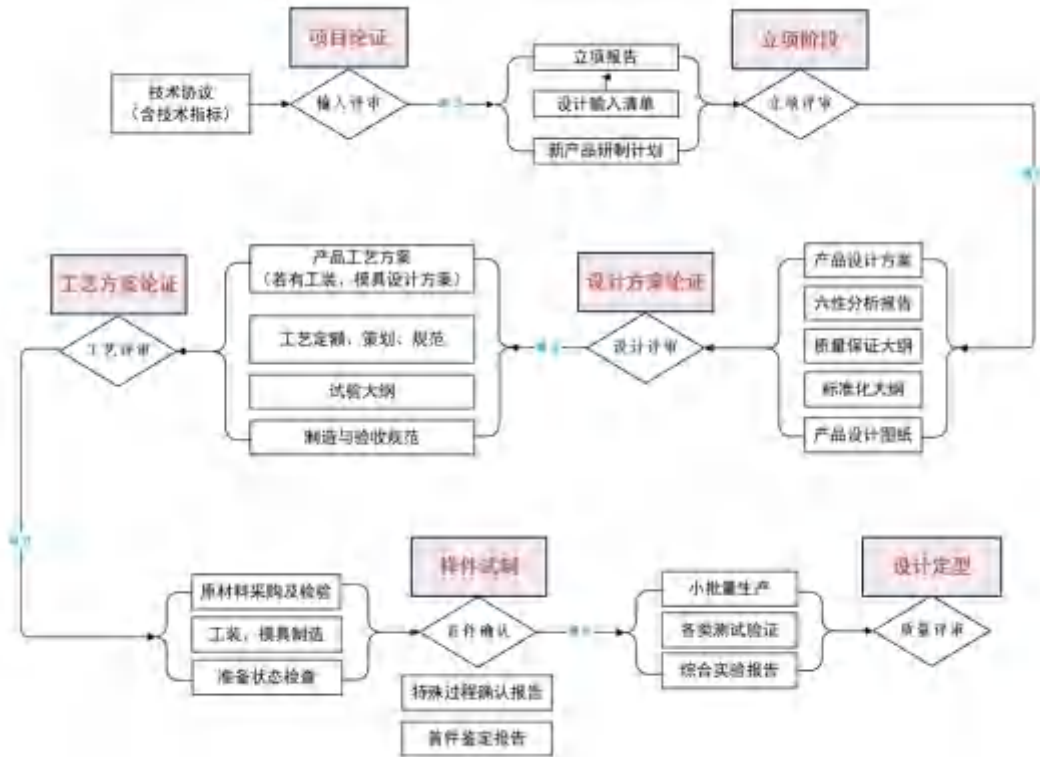 项目论证
立项阶段
技术协议
（含技术指标）
输入评审
立项报告
设计输入清单
新产品研制计划
立项评审
工艺方案论证
工艺评审
产品工艺方案
（若有工装、模具设计方案）
工艺定额、策划、规范
试验大纲
制造与验收规范
设计方案论证
设计评审
产品设计方案
六性分析报告
质量保证大纲
标准化大纲
产品设计图纸
原材料采购及检验
工装、模具制造
准备状态检查
样件试制
首件确认
特殊过程确认报告
首件鉴定报告
小批量生产
各类测试验证
综合实验报告
设计定型
质量评审